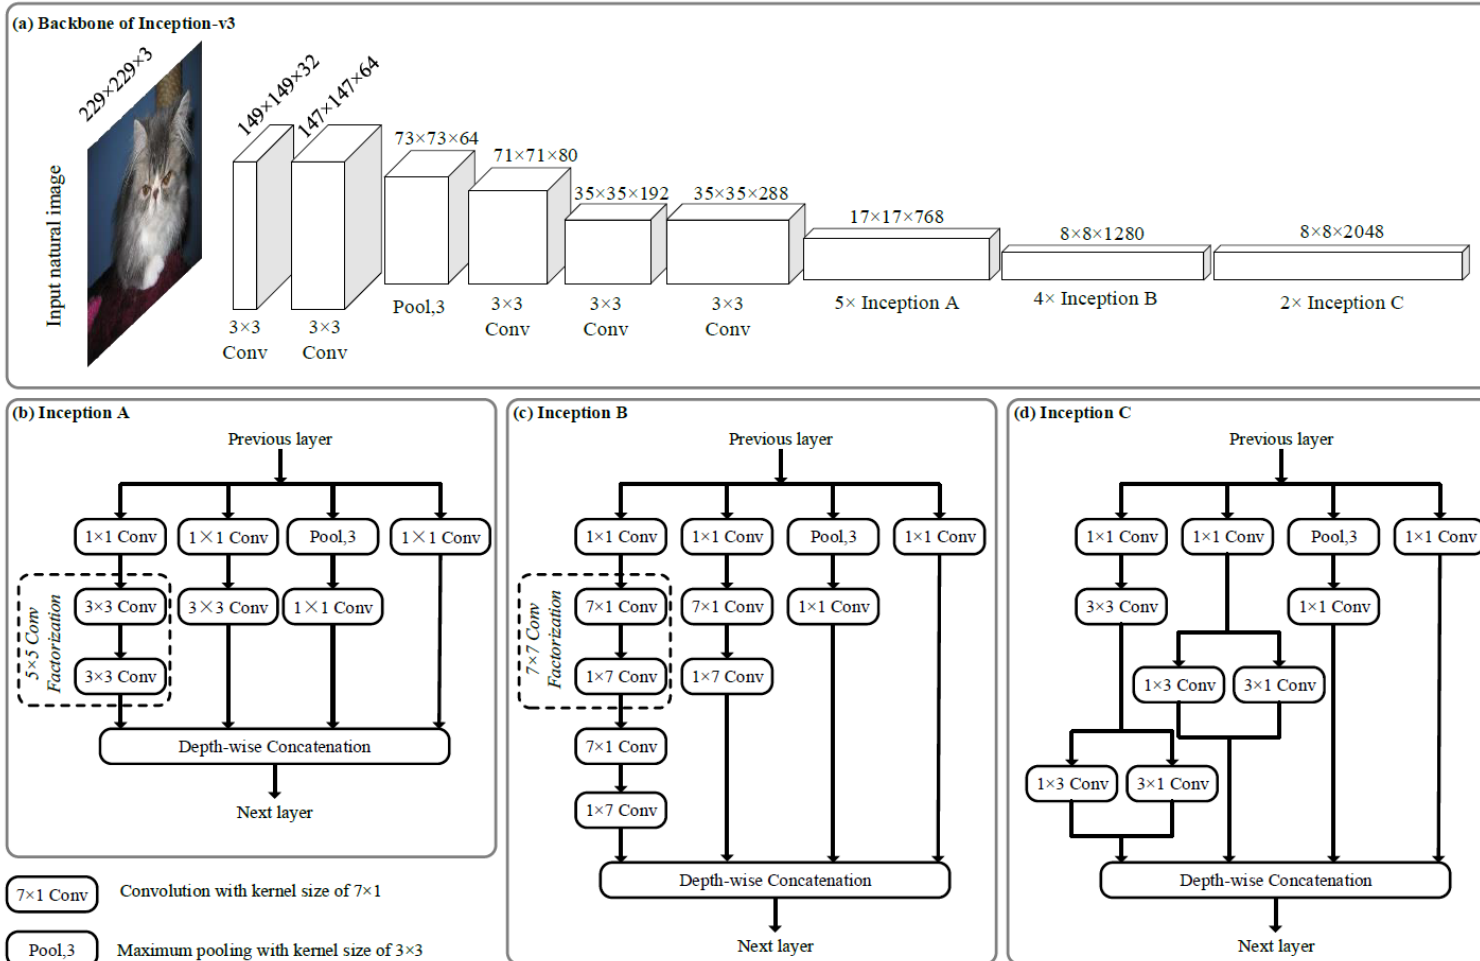 (a) Backbone of Inception-v3
229×229×3
149×149×32
147×147×64
73×73×64
71×71×80
35×35×192
35×35×288
17×17×768
8×8×1280
8×8×2048
Input natural image
3×3
Conv
3×3
Conv
Pool,3
3×3
Conv
3×3
Conv
3×3
Conv
5× Inception A
4× Inception B
2× Inception C
(b) Inception A
Previous layer
1×1 Conv
1×1 Conv
Pool,3
1×1 Conv
5×5 Conv
Factorization
3×3 Conv
3×3 Conv
1×1 Conv
3×3 Conv
Depth-wise Concatenation
Next layer
(c) Inception B
Previous layer
1×1 Conv
1×1 Conv
Pool,3
1×1 Conv
7×7 Conv
Factorization
7×1 Conv
7×1 Conv
1×1 Conv
1×7 Conv
1×7 Conv
7×1 Conv
1×7 Conv
Depth-wise Concatenation
Next layer
(d) Inception C
Previous layer
1×1 Conv
1×1 Conv
Pool,3
1×1 Conv
3×3 Conv
1×1 Conv
1×3 Conv
3×1 Conv
1×3 Conv
3×1 Conv
Depth-wise Concatenation
Next layer
7×1 Conv
Convolution with kernel size of 7×1
Pool,3
Maximum pooling with kernel size of 3×3